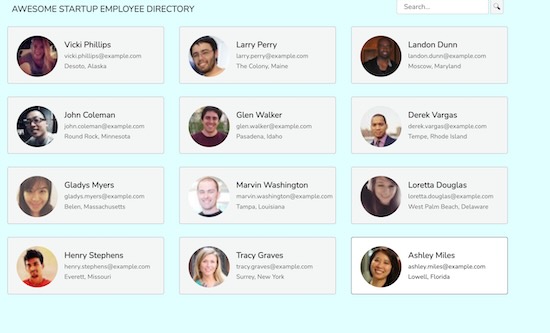 AWESOME STARTUP EMPLOYEE DIRECTORY
Search...
Vicki Phillips
vicki.phillips@example.com
Desoto, Alaska
Larry Perry
larry.perry@example.com
The Colony, Maine
Landon Dunn
landon.dunn@example.com
Moscow, Maryland
John Coleman
john.coleman@example.com
Round Rock, Minnesota
Glen Walker
glen.walker@example.com
Pasadena, Idaho
Derek Vargas
derek.vargas@example.com
Tempe, Rhode Island
Gladys Myers
gladys.myers@example.com
Belen, Massachusetts
Marvin Washington
marvin.washington@example.com
Tampa, Louisiana
Loretta Douglas
loretta.douglas@example.com
West Palm Beach, Delaware
Henry Stephens
henry.stephens@example.com
Everett, Missouri
Tracy Graves
tracy.graves@example.com
Surrey, New York
Ashley Miles
ashley.miles@example.com
Lowell, Florida